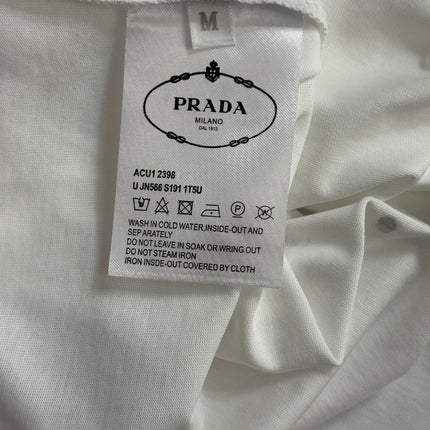 M
PRADA
MILANO
DAL 1913
ACU1 2398
U JN566 S191 1T5U
WASH IN COLD WATER,INSIDE-OUT AND
SEP ARATELY
DO NOT LEAVE IN SOAK OR WRING OUT
DO NOT STEAM IRON
IRON INSDE-OUT COVERED BY CLOTH